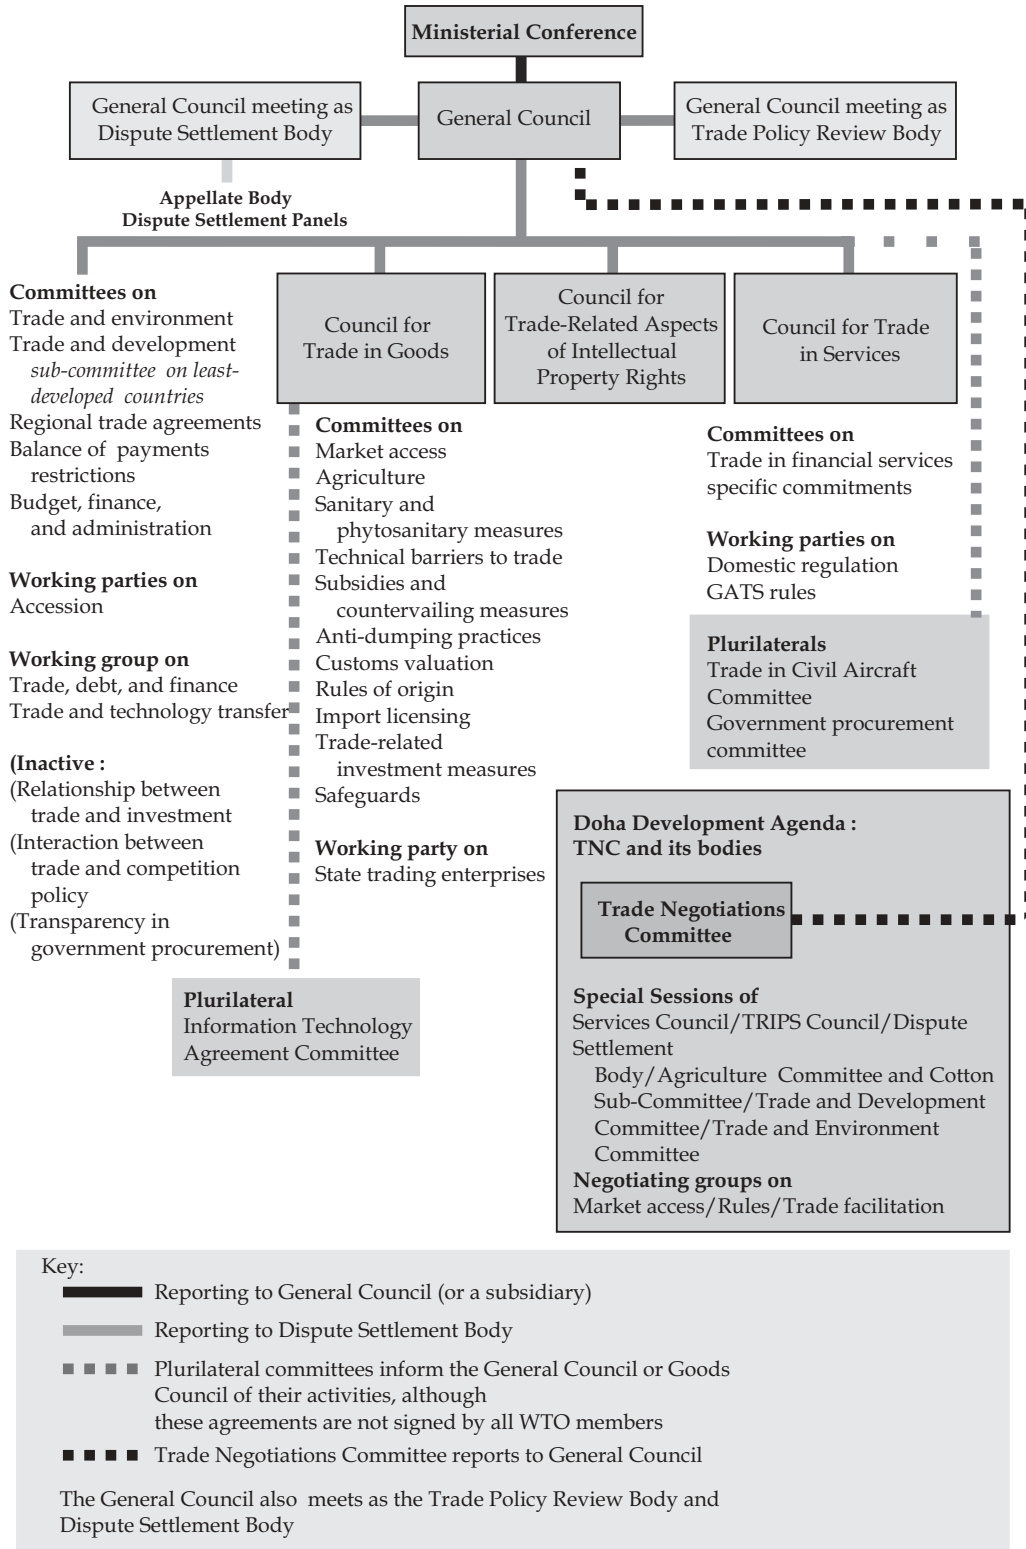 Ministerial Conference
General Council meeting as
Dispute Settlement Body
General Council
General Council meeting as
Trade Policy Review Body
Appellate Body
Dispute Settlement Panels
Committees on
Trade and environment
Trade and development
sub-committee on least-
developed countries
Regional trade agreements
Balance of payments
restrictions
Budget, finance,
and administration
Working parties on
Accession
Working group on
Trade, debt, and finance
Trade and technology transfer
(Inactive :
(Relationship between
trade and investment
(Interaction between
trade and competition
policy
(Transparency in
government procurement)
Council for
Trade in Goods
Committees on
Market access
Agriculture
Sanitary and
phytosanitary measures
Technical barriers to trade
Subsidies and
countervailing measures
Anti-dumping practices
Customs valuation
Rules of origin
Import licensing
Trade-related
investment measures
Safeguards
Working party on
State trading enterprises
Plurilateral
Information Technology
Agreement Committee
Council for
Trade-Related Aspects
of Intellectual
Property Rights
Council for Trade
in Services
Committees on
Trade in financial services
specific commitments
Working parties on
Domestic regulation
GATS rules
Plurilaterals
Trade in Civil Aircraft
Committee
Government procurement
committee
Doha Development Agenda :
TNC and its bodies
Trade Negotiations
Committee
Special Sessions of
Services Council/TRIPS Council/Dispute
Settlement
Body/Agriculture Committee and Cotton
Sub-Committee/Trade and Development
Committee/Trade and Environment
Committee
Negotiating groups on
Market access/Rules/Trade facilitation
Key:
Reporting to General Council (or a subsidiary)
Reporting to Dispute Settlement Body
Plurilateral committees inform the General Council or Goods
Council of their activities, although
these agreements are not signed by all WTO members
Trade Negotiations Committee reports to General Council
The General Council also meets as the Trade Policy Review Body and
Dispute Settlement Body